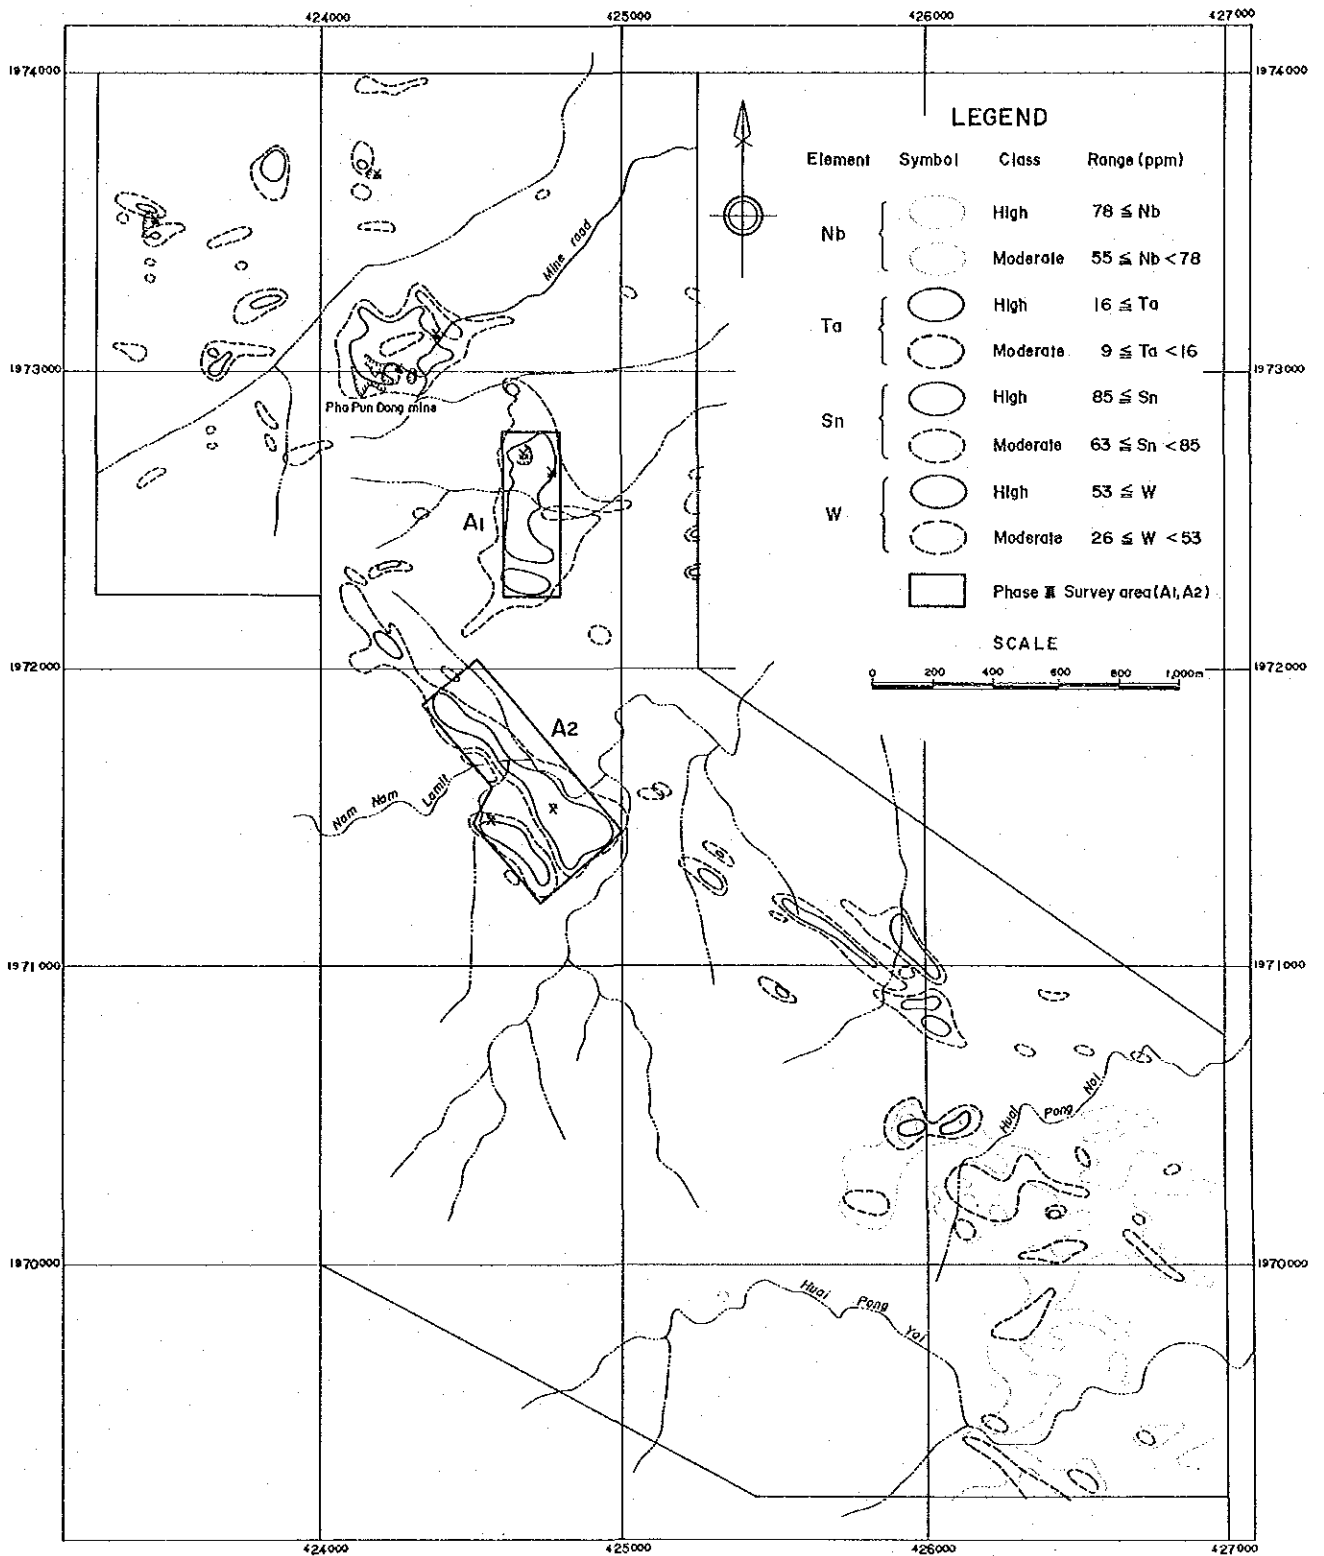 424000 425000 426000 427000
1974000 1974000
LEGEND
Element Symbol Class Range (ppm)
Nb
High 78 ≦ Nb
Moderate 55 ≦ Nb < 78
Ta
High 16 ≦ Ta
Moderate 9 ≦ Ta < 16
Sn
High 85 ≦ Sn
Moderate 63 ≦ Sn < 85
W
High 53 ≦ W
Moderate 26 ≦ W < 53
Phase Ⅲ Survey area (A1, A2)
SCALE
0 200 400 600 800 1,000m
Mine road
1973000 1973000
Pha Pun Dong mine
A1
1972000 1972000
A2
Nam Nam Lamit
1971000 1971000
Huai Pong Noi
1970000 1970000
Huai Pong Yai
424000 425000 426000 427000